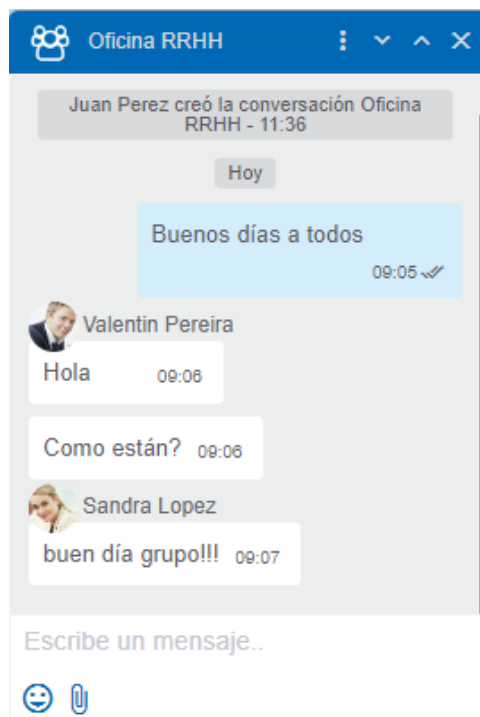 Oficina RRHH
Juan Perez creó la conversación Oficina
RRHH - 11:36
Hoy
Buenos días a todos
09:05
Valentin Pereira
Hola 09:06
Como están? 09:06
Sandra Lopez
buen día grupo!!! 09:07
Escribe un mensaje..